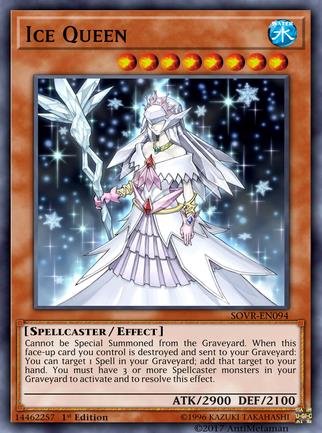 Ice Queen
WATER
水
SOVR-EN094
[Spellcaster / Effect]
Cannot be Special Summoned from the Graveyard. When this
face-up card you control is destroyed and sent to your Graveyard:
You can target 1 Spell in your Graveyard; add that target to your
hand. You must have 3 or more Spellcaster monsters in your
Graveyard to activate and to resolve this effect.
ATK/2900 DEF/2100
14462257 1st Edition ©1996 KAZUKI TAKAHASHI
©2017 AntiMetaman